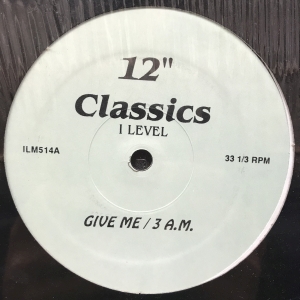 12"
Classics
I LEVEL
ILM514A
33 1/3 RPM
GIVE ME / 3 A.M.